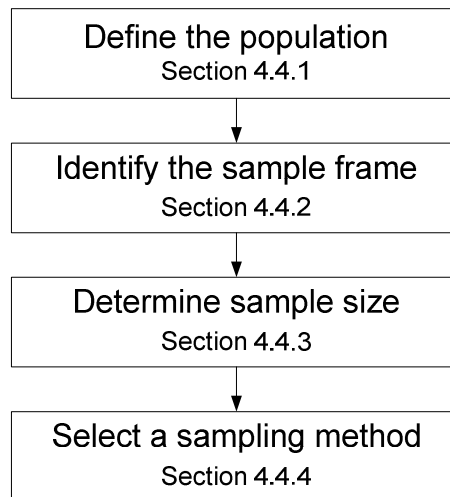 Define the population
Section 4.4.1
Identify the sample frame
Section 4.4.2
Determine sample size
Section 4.4.3
Select a sampling method
Section 4.4.4